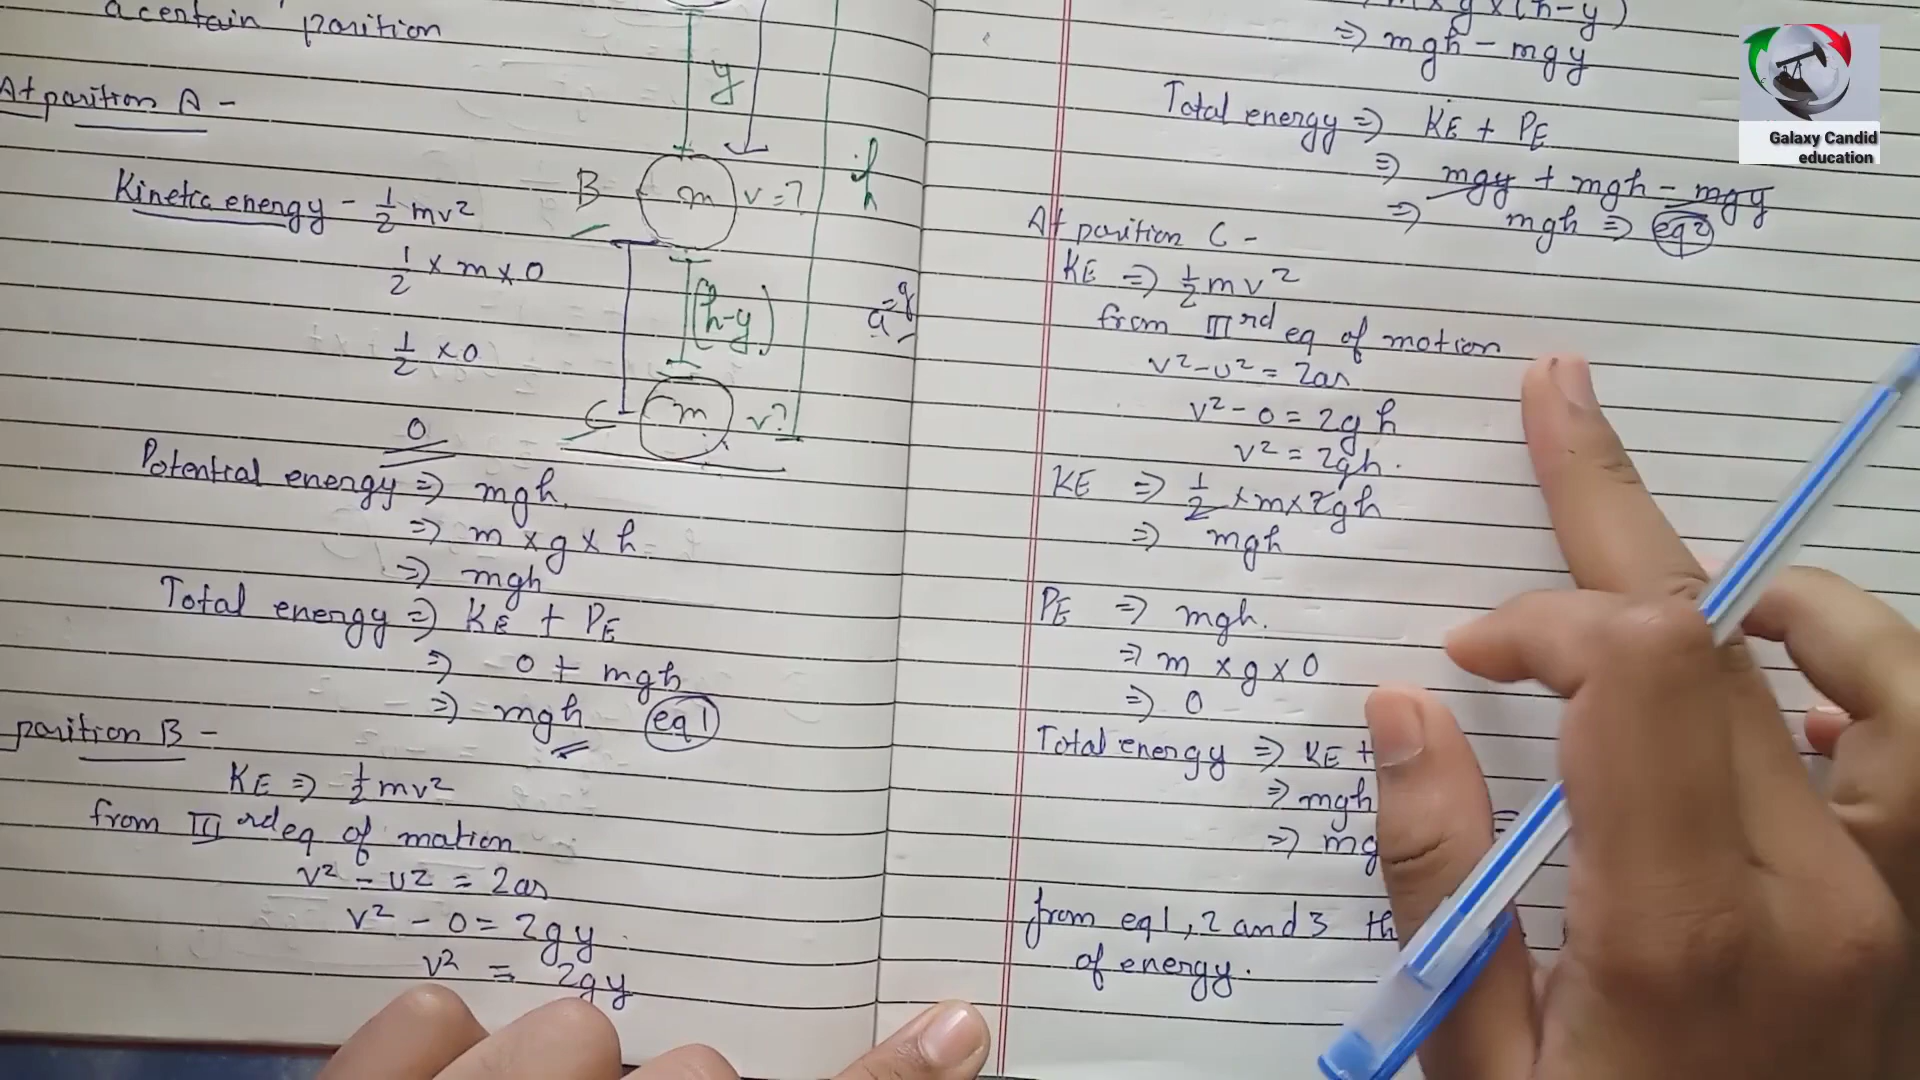 a certain position
At position A -
Kinetic energy - 1/2 mv²
1/2 × m × 0
1/2 × 0
0
Potential energy ⇒ mgh
⇒ m × g × h
⇒ mgh
Total energy ⇒ KE + PE
⇒ 0 + mgh
⇒ mgh eq1
position B -
KE ⇒ 1/2 mv²
from III rd eq of motion
v² - u² = 2as
v² - 0 = 2gy
v² = 2gy
y
B m v=?
h
(h-y)
a=g
C m v?
m × g × (h-y)
⇒ mgh - mgy
Total energy ⇒ KE + PE
⇒ mgy + mgh - mgy
⇒ mgh ⇒ eq2
At position C -
KE ⇒ 1/2 mv²
from III rd eq of motion
v² - u² = 2as
v² - 0 = 2gh
v² = 2gh.
KE ⇒ 1/2 × m × 2gh
⇒ mgh
PE ⇒ mgh.
⇒ m × g × 0
⇒ 0
Total energy ⇒ KE +
⇒ mgh
⇒ mg
from eq1, 2 and 3 th
of energy.
Galaxy Candid
education